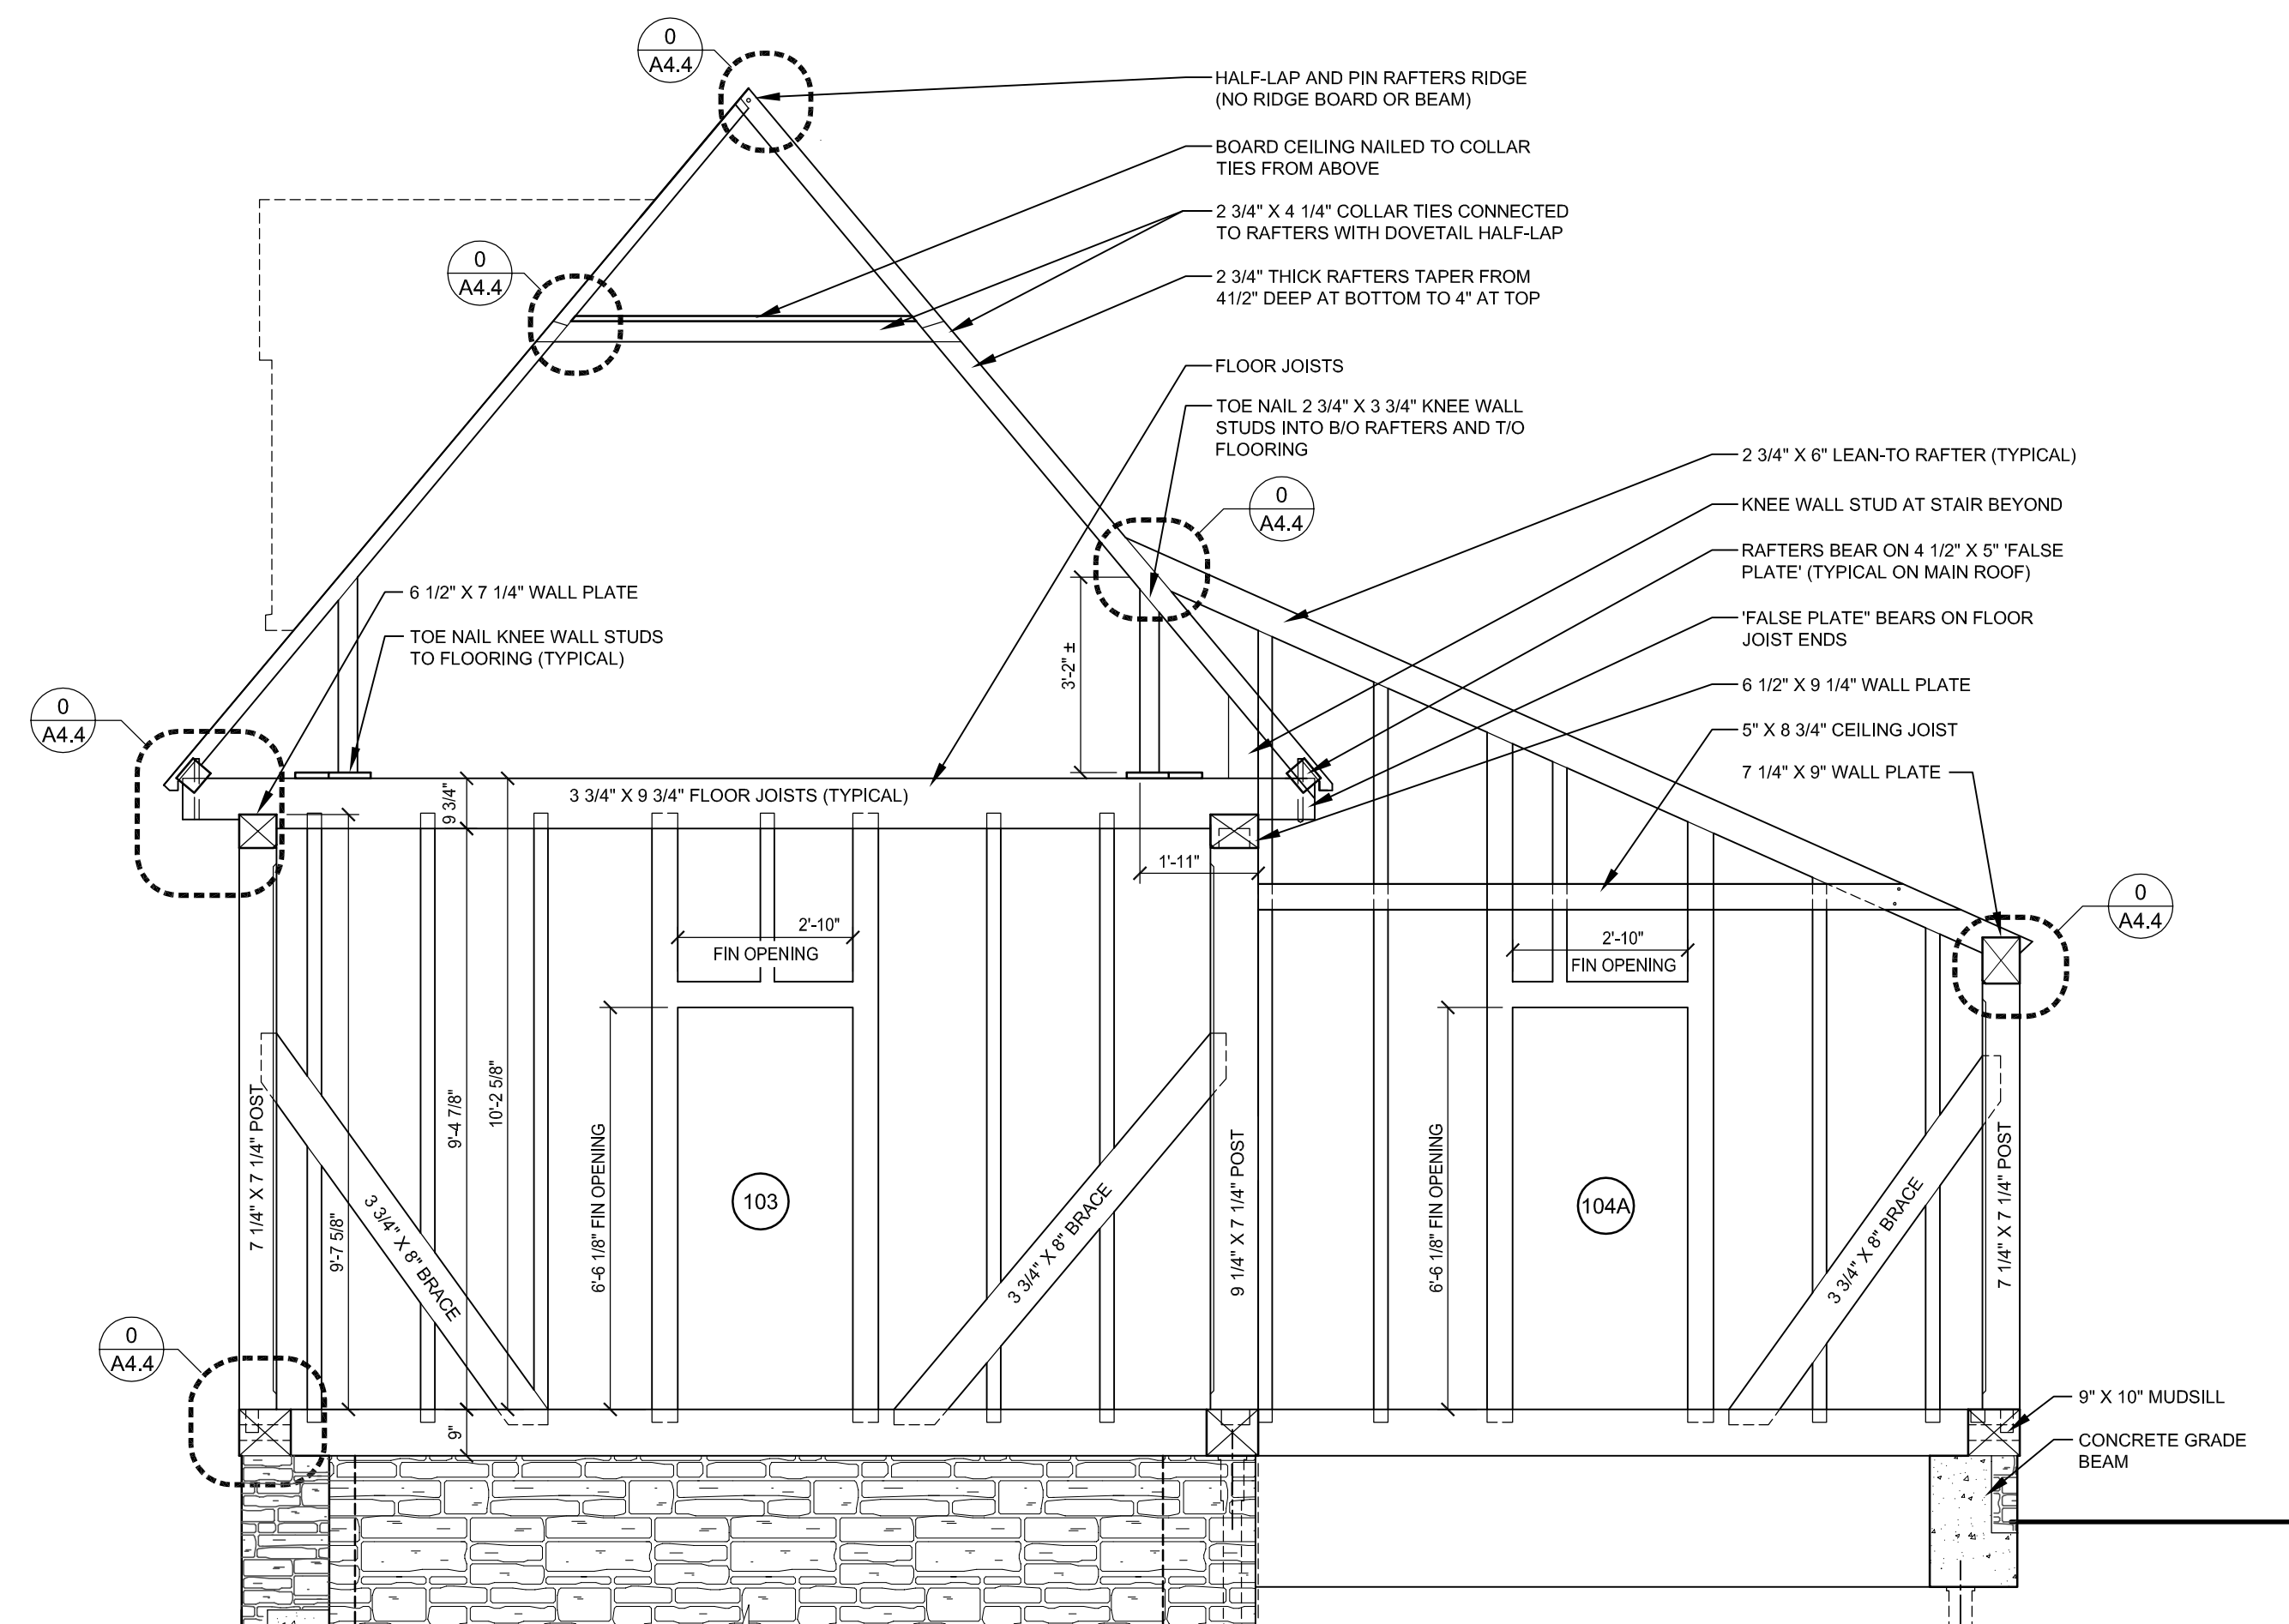 0
A4.4
HALF-LAP AND PIN RAFTERS RIDGE
(NO RIDGE BOARD OR BEAM)
BOARD CEILING NAILED TO COLLAR
TIES FROM ABOVE
2 3/4" X 4 1/4" COLLAR TIES CONNECTED
TO RAFTERS WITH DOVETAIL HALF-LAP
0
A4.4
2 3/4" THICK RAFTERS TAPER FROM
41/2" DEEP AT BOTTOM TO 4" AT TOP
FLOOR JOISTS
TOE NAIL 2 3/4" X 3 3/4" KNEE WALL
STUDS INTO B/O RAFTERS AND T/O
FLOORING
0
A4.4
2 3/4" X 6" LEAN-TO RAFTER (TYPICAL)
KNEE WALL STUD AT STAIR BEYOND
RAFTERS BEAR ON 4 1/2" X 5" 'FALSE
PLATE' (TYPICAL ON MAIN ROOF)
'FALSE PLATE" BEARS ON FLOOR
JOIST ENDS
6 1/2" X 9 1/4" WALL PLATE
5" X 8 3/4" CEILING JOIST
7 1/4" X 9" WALL PLATE
6 1/2" X 7 1/4" WALL PLATE
TOE NAIL KNEE WALL STUDS
TO FLOORING (TYPICAL)
3'-2" ±
0
A4.4
9 3/4"
3 3/4" X 9 3/4" FLOOR JOISTS (TYPICAL)
1'-11"
0
A4.4
2'-10"
FIN OPENING
2'-10"
FIN OPENING
7 1/4" X 7 1/4" POST
9'-7 5/8"
3 3/4" X 8" BRACE
9'-4 7/8"
10'-2 5/8"
6'-6 1/8" FIN OPENING
103
3 3/4" X 8" BRACE
9 1/4" X 7 1/4" POST
6'-6 1/8" FIN OPENING
104A
3 3/4" X 8" BRACE
7 1/4" X 7 1/4" POST
0
A4.4
9"
9" X 10" MUDSILL
CONCRETE GRADE
BEAM